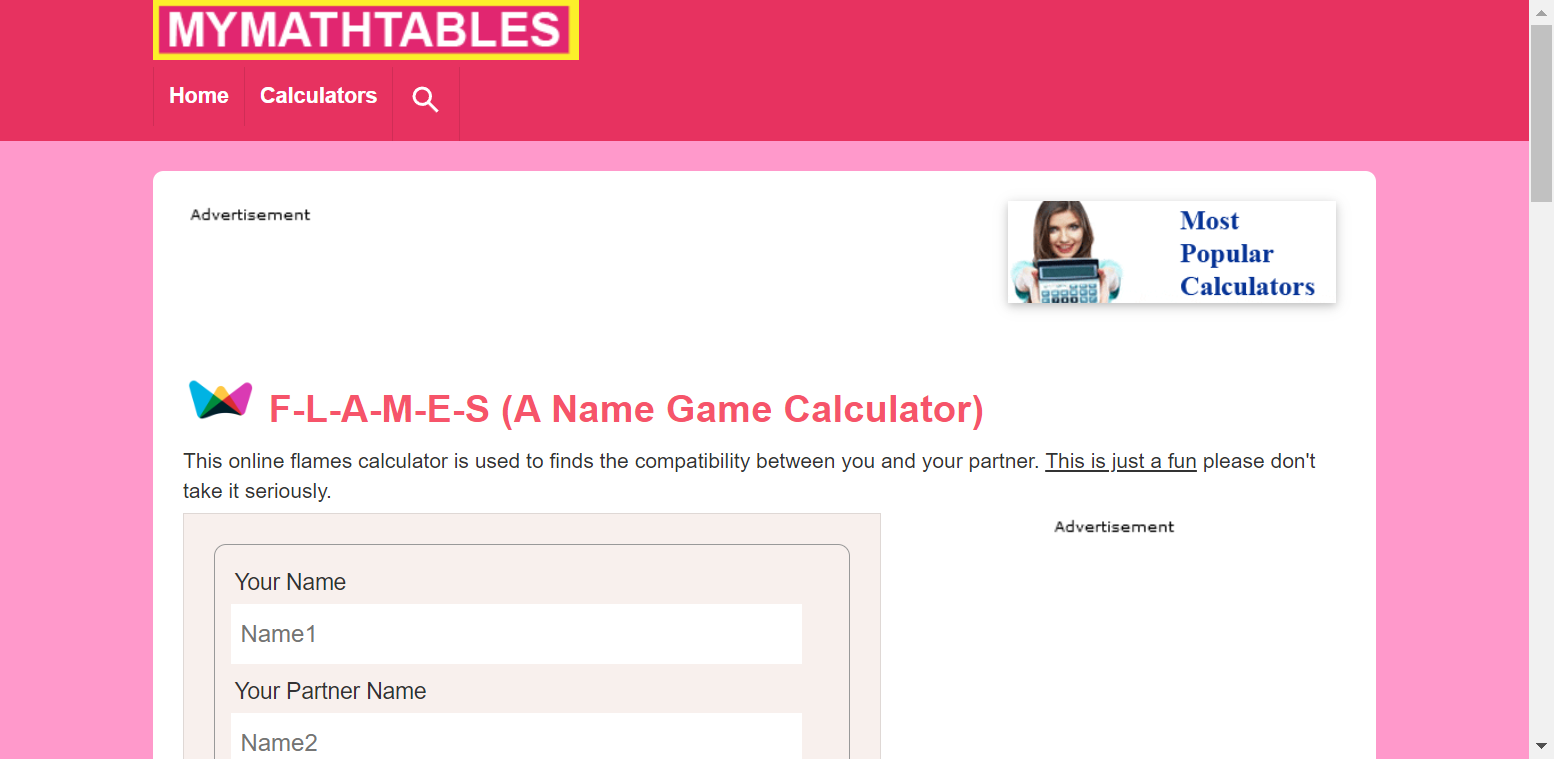 MYMATHTABLES
Home
Calculators
Advertisement
Most
Popular
Calculators
F-L-A-M-E-S (A Name Game Calculator)
This online flames calculator is used to finds the compatibility between you and your partner. This is just a fun please don't
take it seriously.
Advertisement
Your Name
Name1
Your Partner Name
Name2